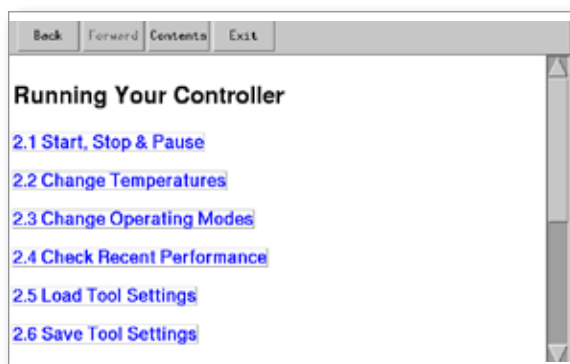 Back Forward Contents Exit
Running Your Controller
2.1 Start, Stop & Pause
2.2 Change Temperatures
2.3 Change Operating Modes
2.4 Check Recent Performance
2.5 Load Tool Settings
2.6 Save Tool Settings